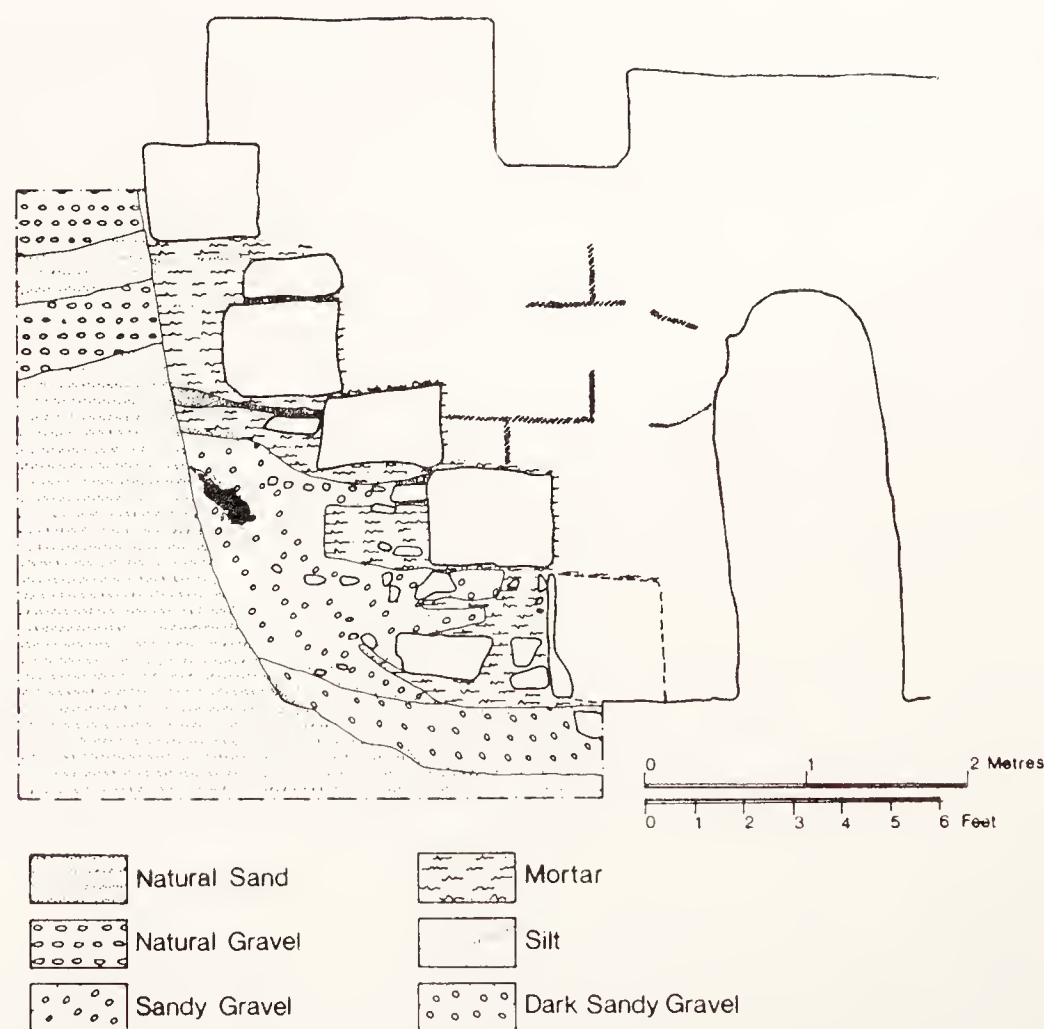 0 1 2 Metres
0 1 2 3 4 5 6 Feet
Natural Sand
Mortar
Natural Gravel
Silt
Sandy Gravel
Dark Sandy Gravel